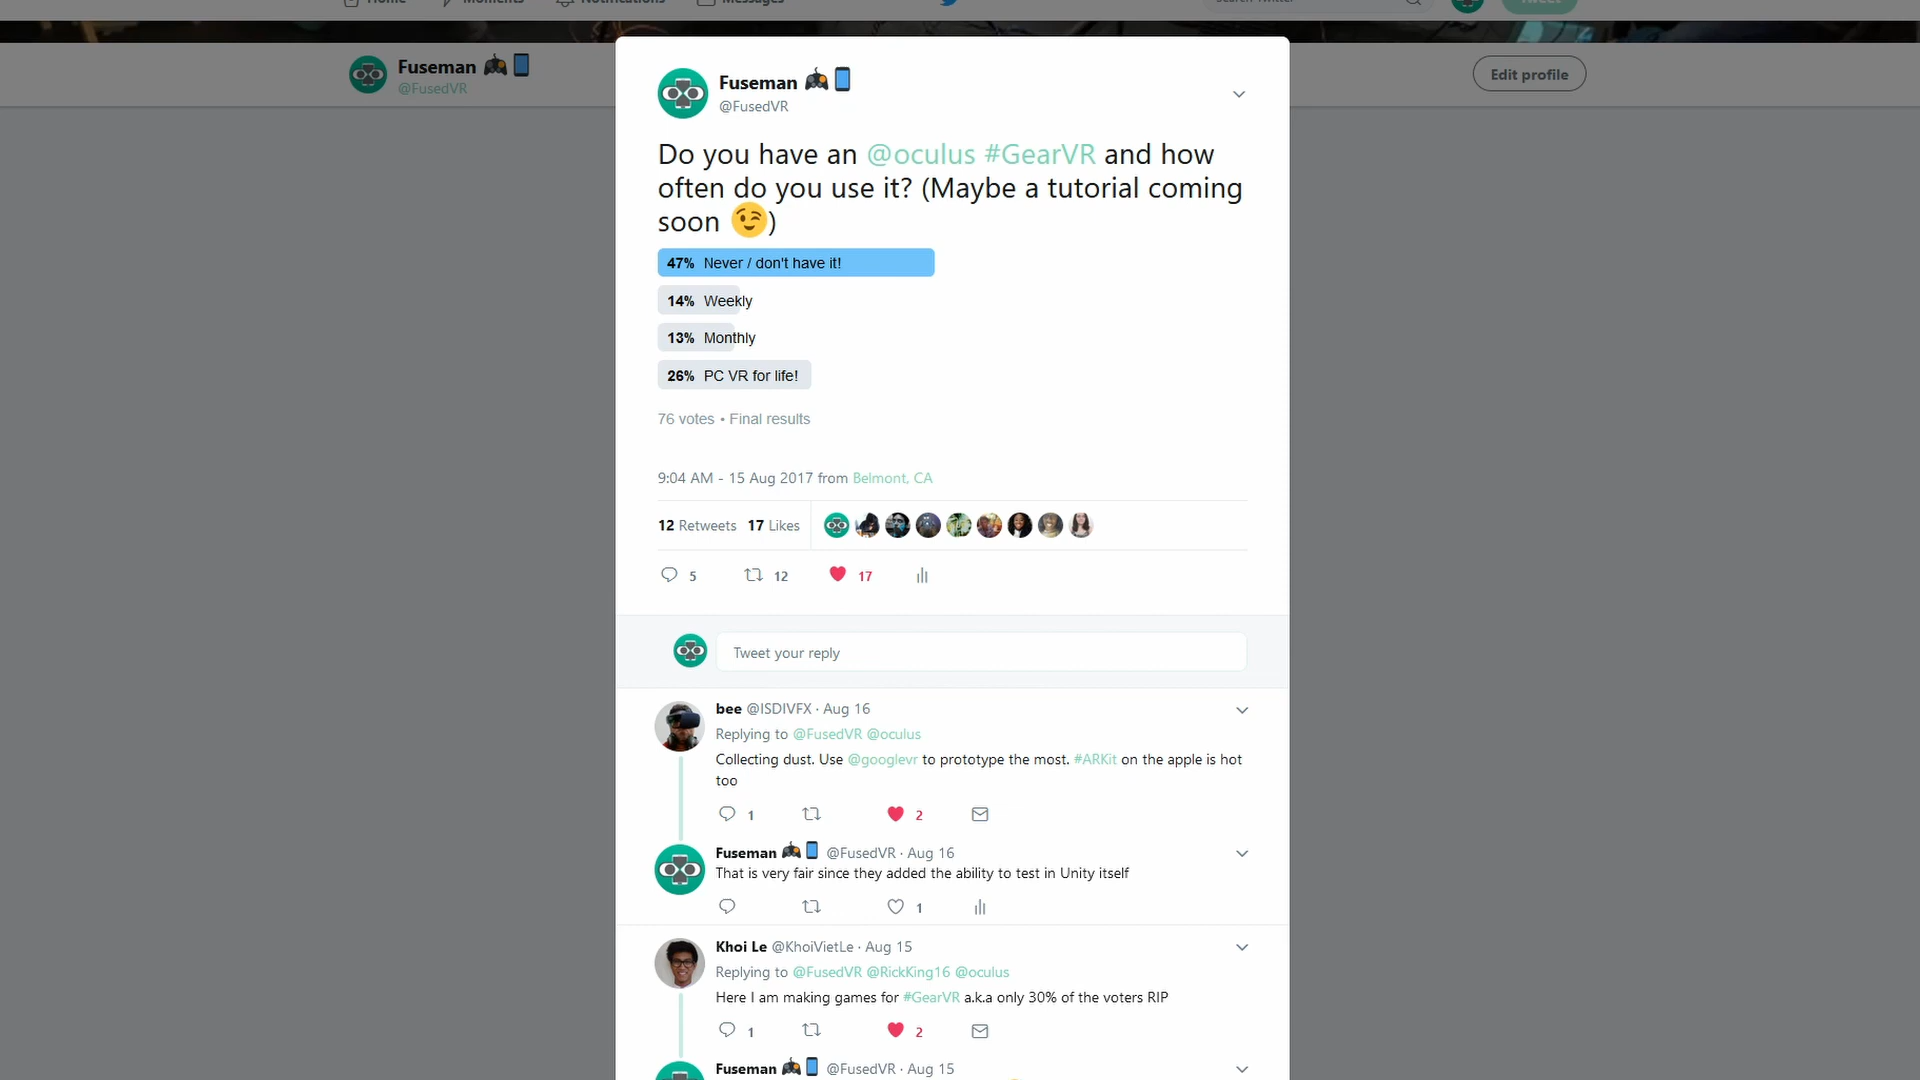 Home
Moments
Notifications
Messages
Search Twitter
Tweet
Fuseman
@FusedVR
Edit profile
Fuseman
@FusedVR
Do you have an @oculus #GearVR and how
often do you use it? (Maybe a tutorial coming
soon 😉)
47% Never / don't have it!
14% Weekly
13% Monthly
26% PC VR for life!
76 votes • Final results
9:04 AM - 15 Aug 2017 from Belmont, CA
12 Retweets 17 Likes
5 12 17
Tweet your reply
bee @ISDIVFX · Aug 16
Replying to @FusedVR @oculus
Collecting dust. Use @googlevr to prototype the most. #ARKit on the apple is hot
too
1 2
Fuseman @FusedVR · Aug 16
That is very fair since they added the ability to test in Unity itself
1
Khoi Le @KhoiVietLe · Aug 15
Replying to @FusedVR @RickKing16 @oculus
Here I am making games for #GearVR a.k.a only 30% of the voters RIP
1 2
Fuseman @FusedVR · Aug 15